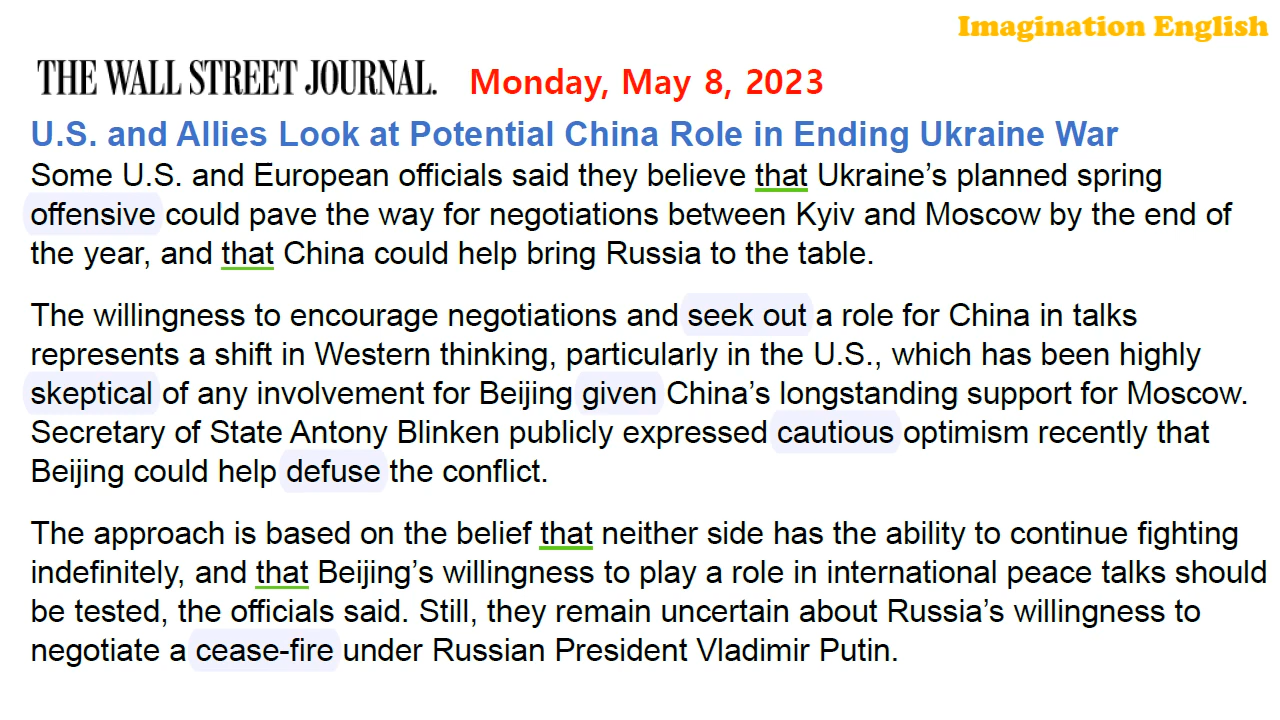 Imagination English
THE WALL STREET JOURNAL. Monday, May 8, 2023
U.S. and Allies Look at Potential China Role in Ending Ukraine War
Some U.S. and European officials said they believe that Ukraine’s planned spring
offensive could pave the way for negotiations between Kyiv and Moscow by the end of
the year, and that China could help bring Russia to the table.
The willingness to encourage negotiations and seek out a role for China in talks
represents a shift in Western thinking, particularly in the U.S., which has been highly
skeptical of any involvement for Beijing given China’s longstanding support for Moscow.
Secretary of State Antony Blinken publicly expressed cautious optimism recently that
Beijing could help defuse the conflict.
The approach is based on the belief that neither side has the ability to continue fighting
indefinitely, and that Beijing’s willingness to play a role in international peace talks should
be tested, the officials said. Still, they remain uncertain about Russia’s willingness to
negotiate a cease-fire under Russian President Vladimir Putin.